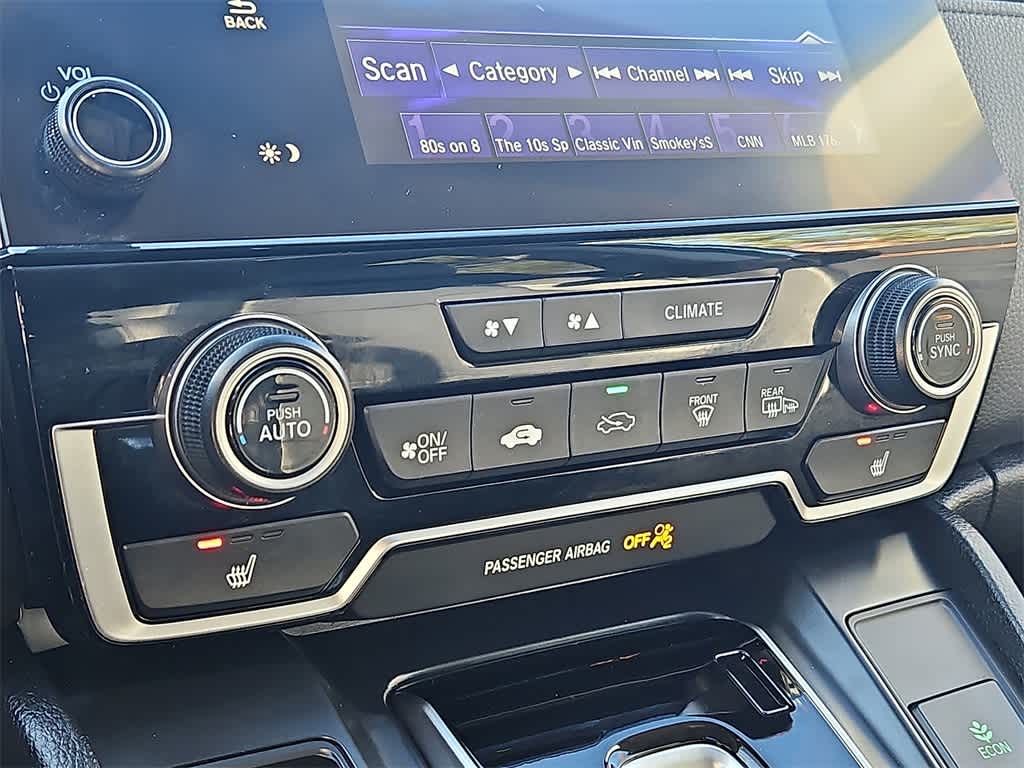 BACK
VOL
Scan
Category
Channel
Skip
1 80s on 8
2 The 10s Sp
3 Classic Vin
4 Smokey'sS
5 CNN
MLB 176
CLIMATE
PUSH
AUTO
PUSH
SYNC
ON/
OFF
FRONT
REAR
PASSENGER AIRBAG OFF
ECON